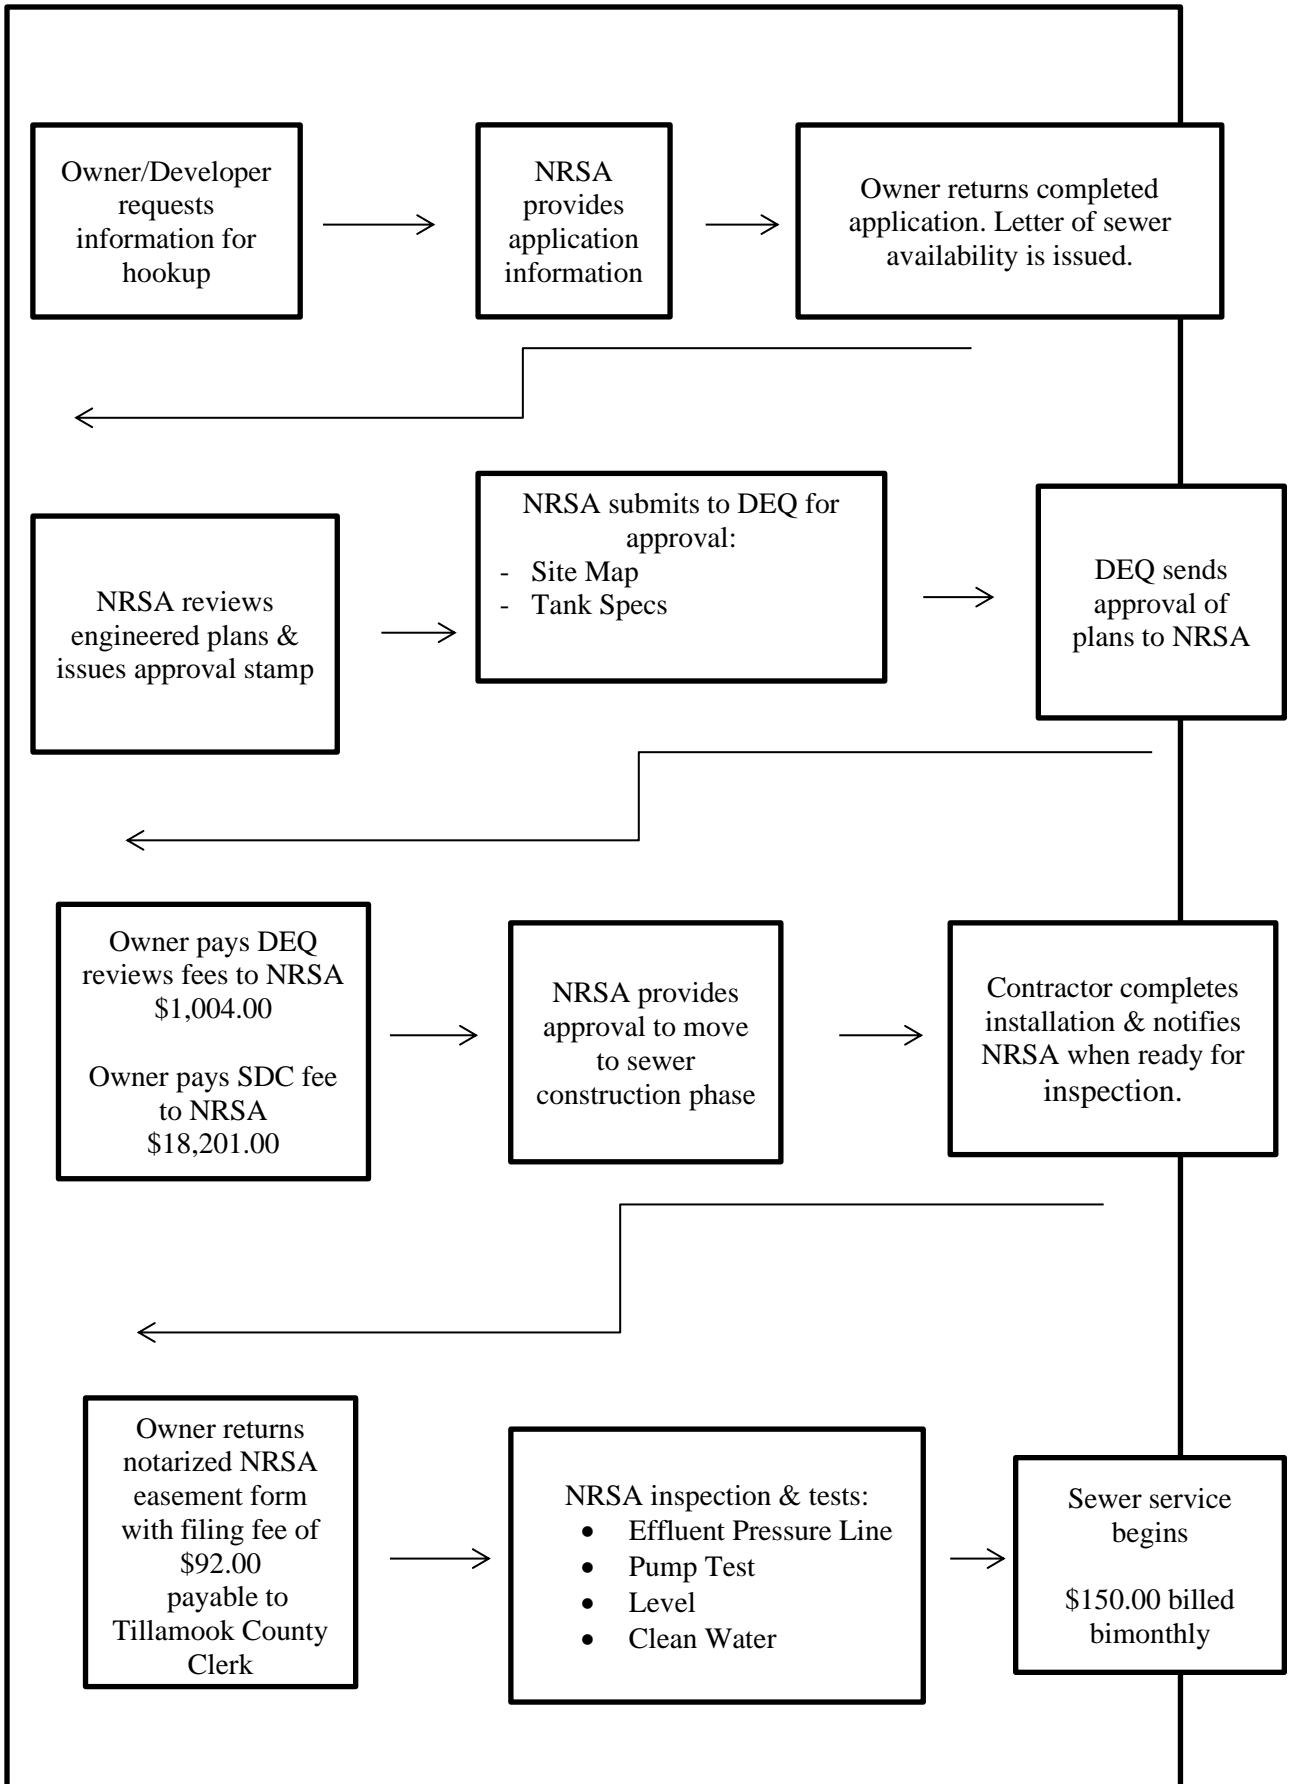 Owner/Developer
requests
information for
hookup
NRSA
provides
application
information
Owner returns completed
application. Letter of sewer
availability is issued.
NRSA reviews
engineered plans &
issues approval stamp
NRSA submits to DEQ for
approval:
- Site Map
- Tank Specs
DEQ sends
approval of
plans to NRSA
Owner pays DEQ
reviews fees to NRSA
$1,004.00
Owner pays SDC fee
to NRSA
$18,201.00
NRSA provides
approval to move
to sewer
construction phase
Contractor completes
installation & notifies
NRSA when ready for
inspection.
Owner returns
notarized NRSA
easement form
with filing fee of
$92.00
payable to
Tillamook County
Clerk
NRSA inspection & tests:
• Effluent Pressure Line
• Pump Test
• Level
• Clean Water
Sewer service
begins
$150.00 billed
bimonthly